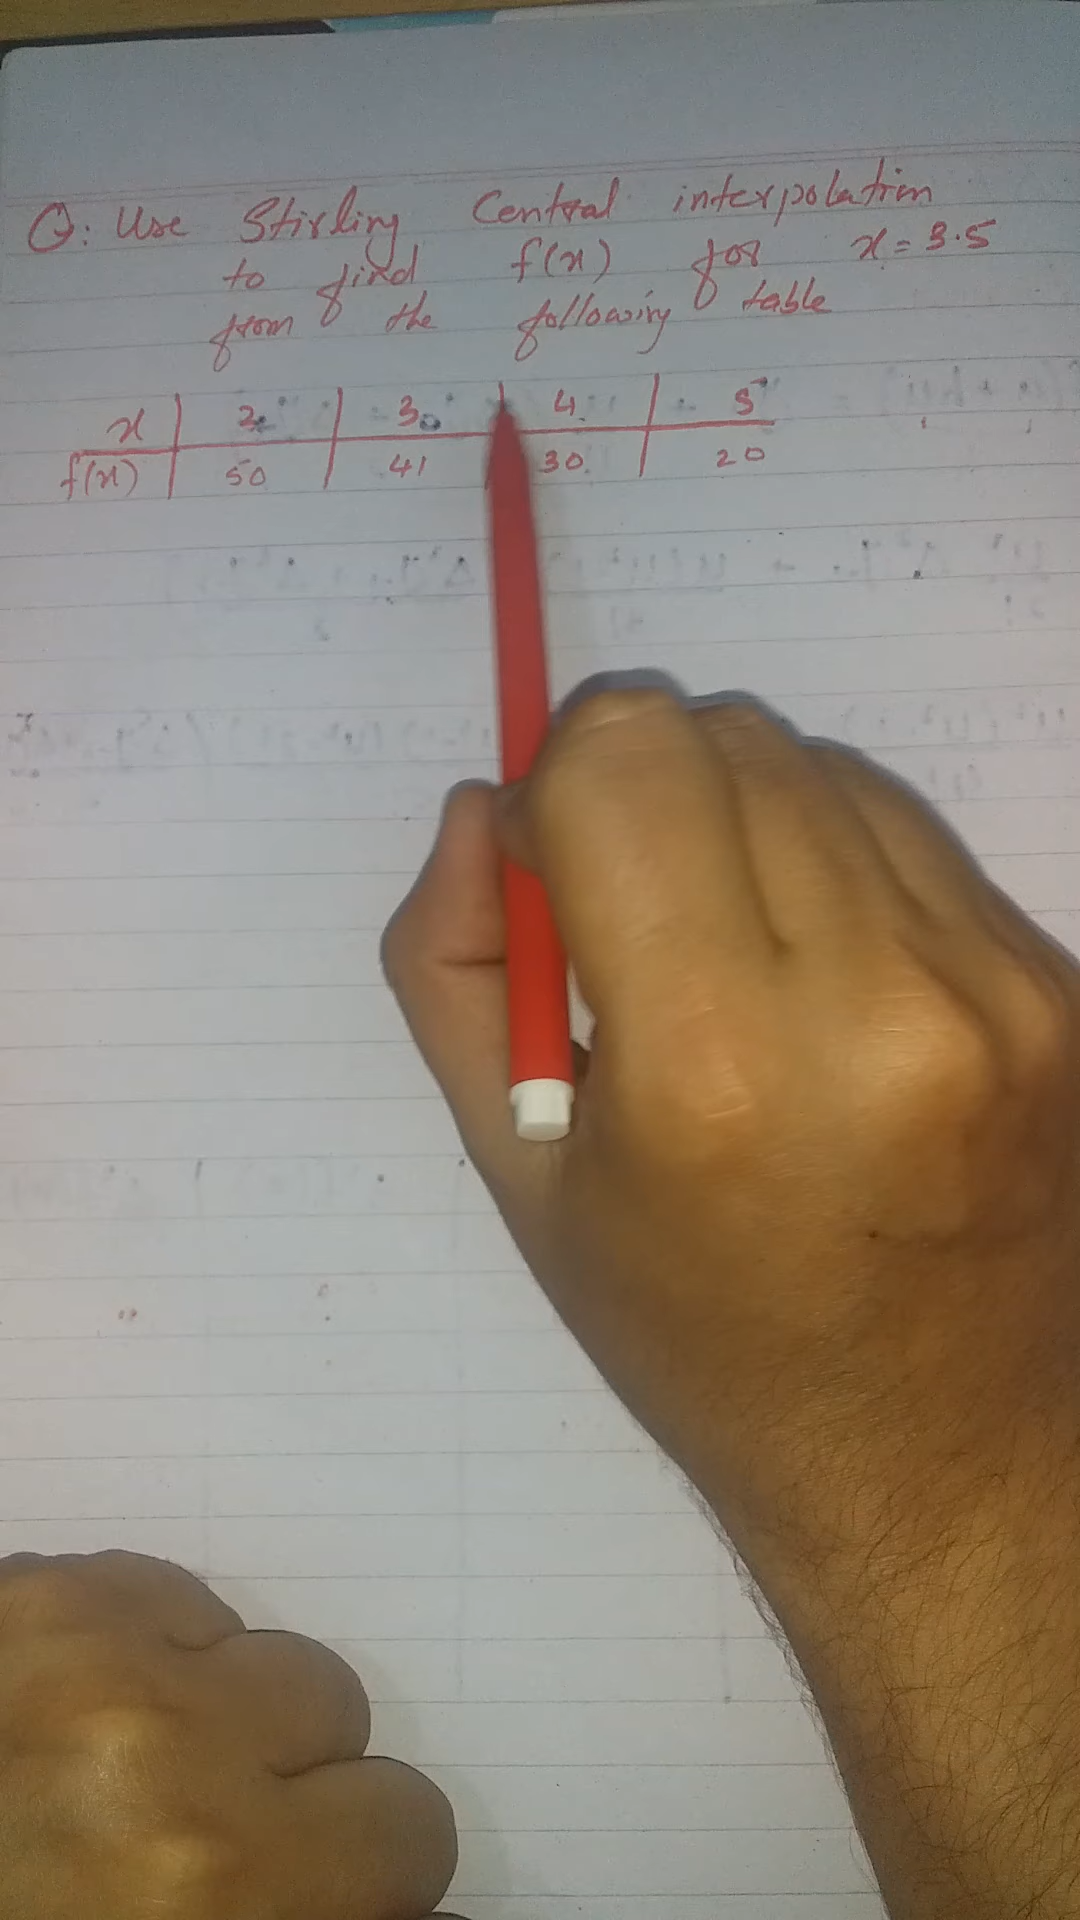 Q: Use Stirling Central interpolation
to find f(x) for x = 3.5
from the following table
x | 2 | 3 | 4 | 5
f(x) | 50 | 41 | 30 | 20